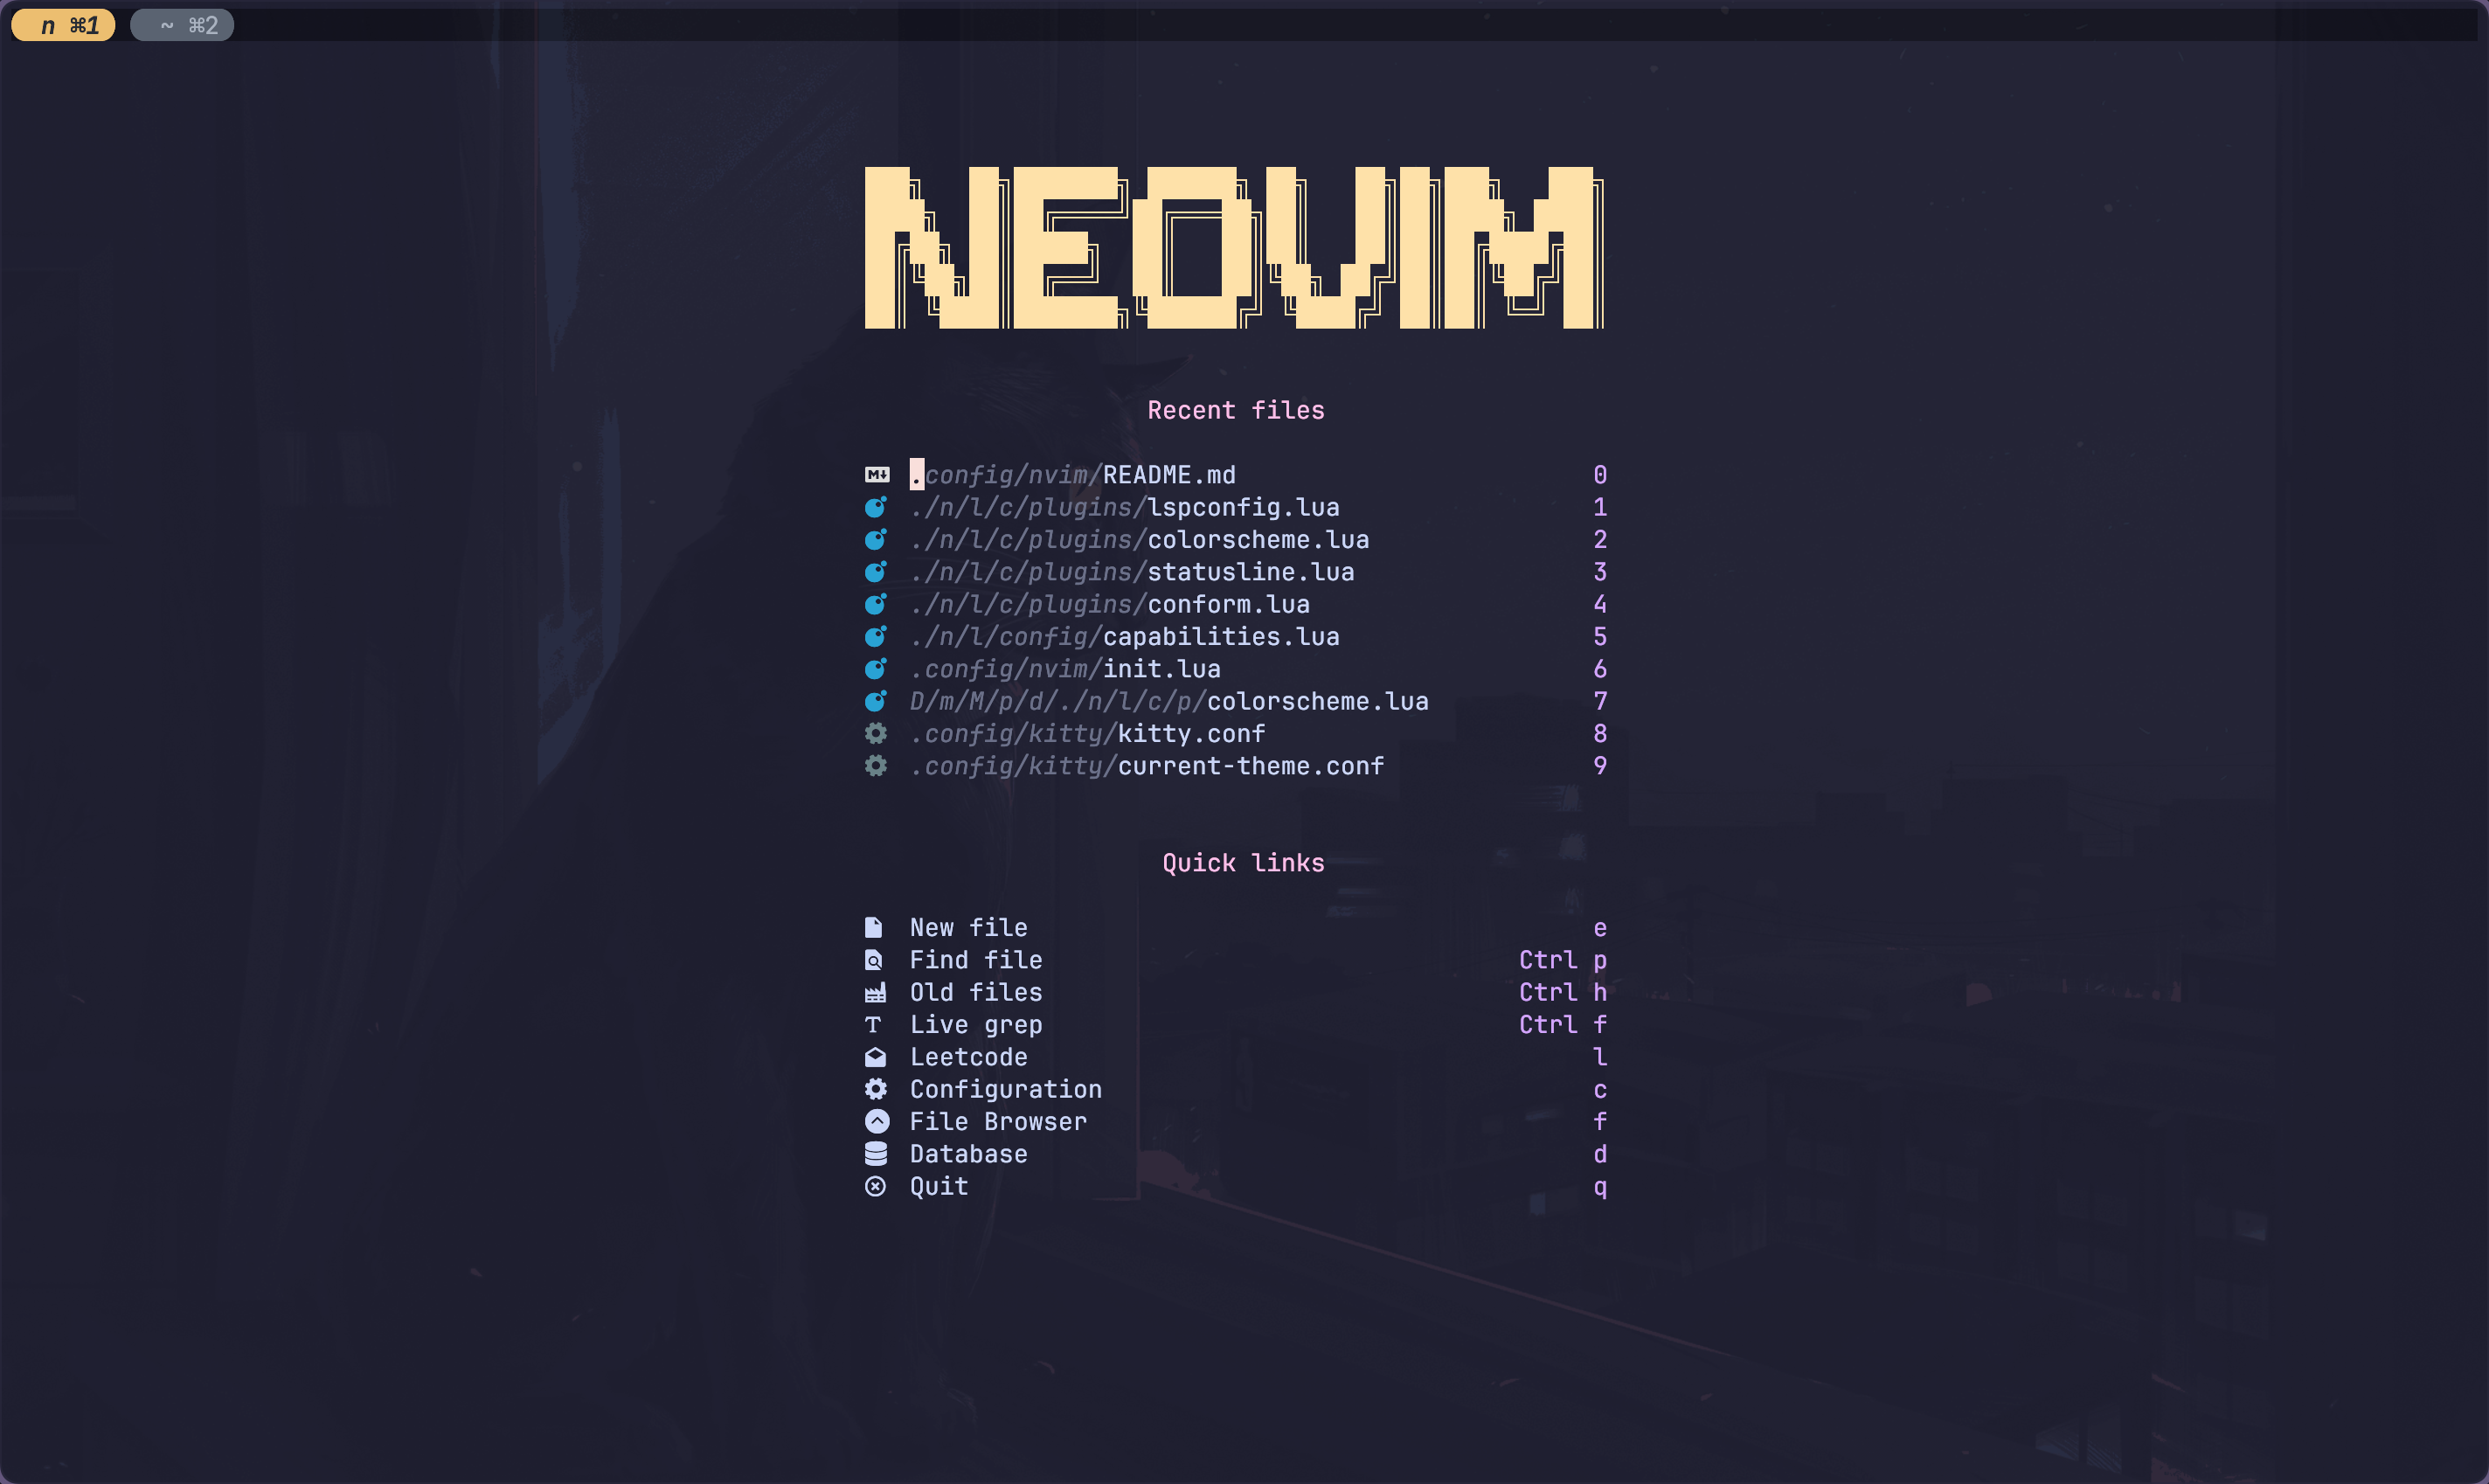 n ⌘1 ~ ⌘2
NEOVIM
Recent files
.config/nvim/README.md 0
./n/l/c/plugins/lspconfig.lua 1
./n/l/c/plugins/colorscheme.lua 2
./n/l/c/plugins/statusline.lua 3
./n/l/c/plugins/conform.lua 4
./n/l/config/capabilities.lua 5
.config/nvim/init.lua 6
D/m/M/p/d/./n/l/c/p/colorscheme.lua 7
.config/kitty/kitty.conf 8
.config/kitty/current-theme.conf 9
Quick links
New file e
Find file Ctrl p
Old files Ctrl h
Live grep Ctrl f
Leetcode l
Configuration c
File Browser f
Database d
Quit q